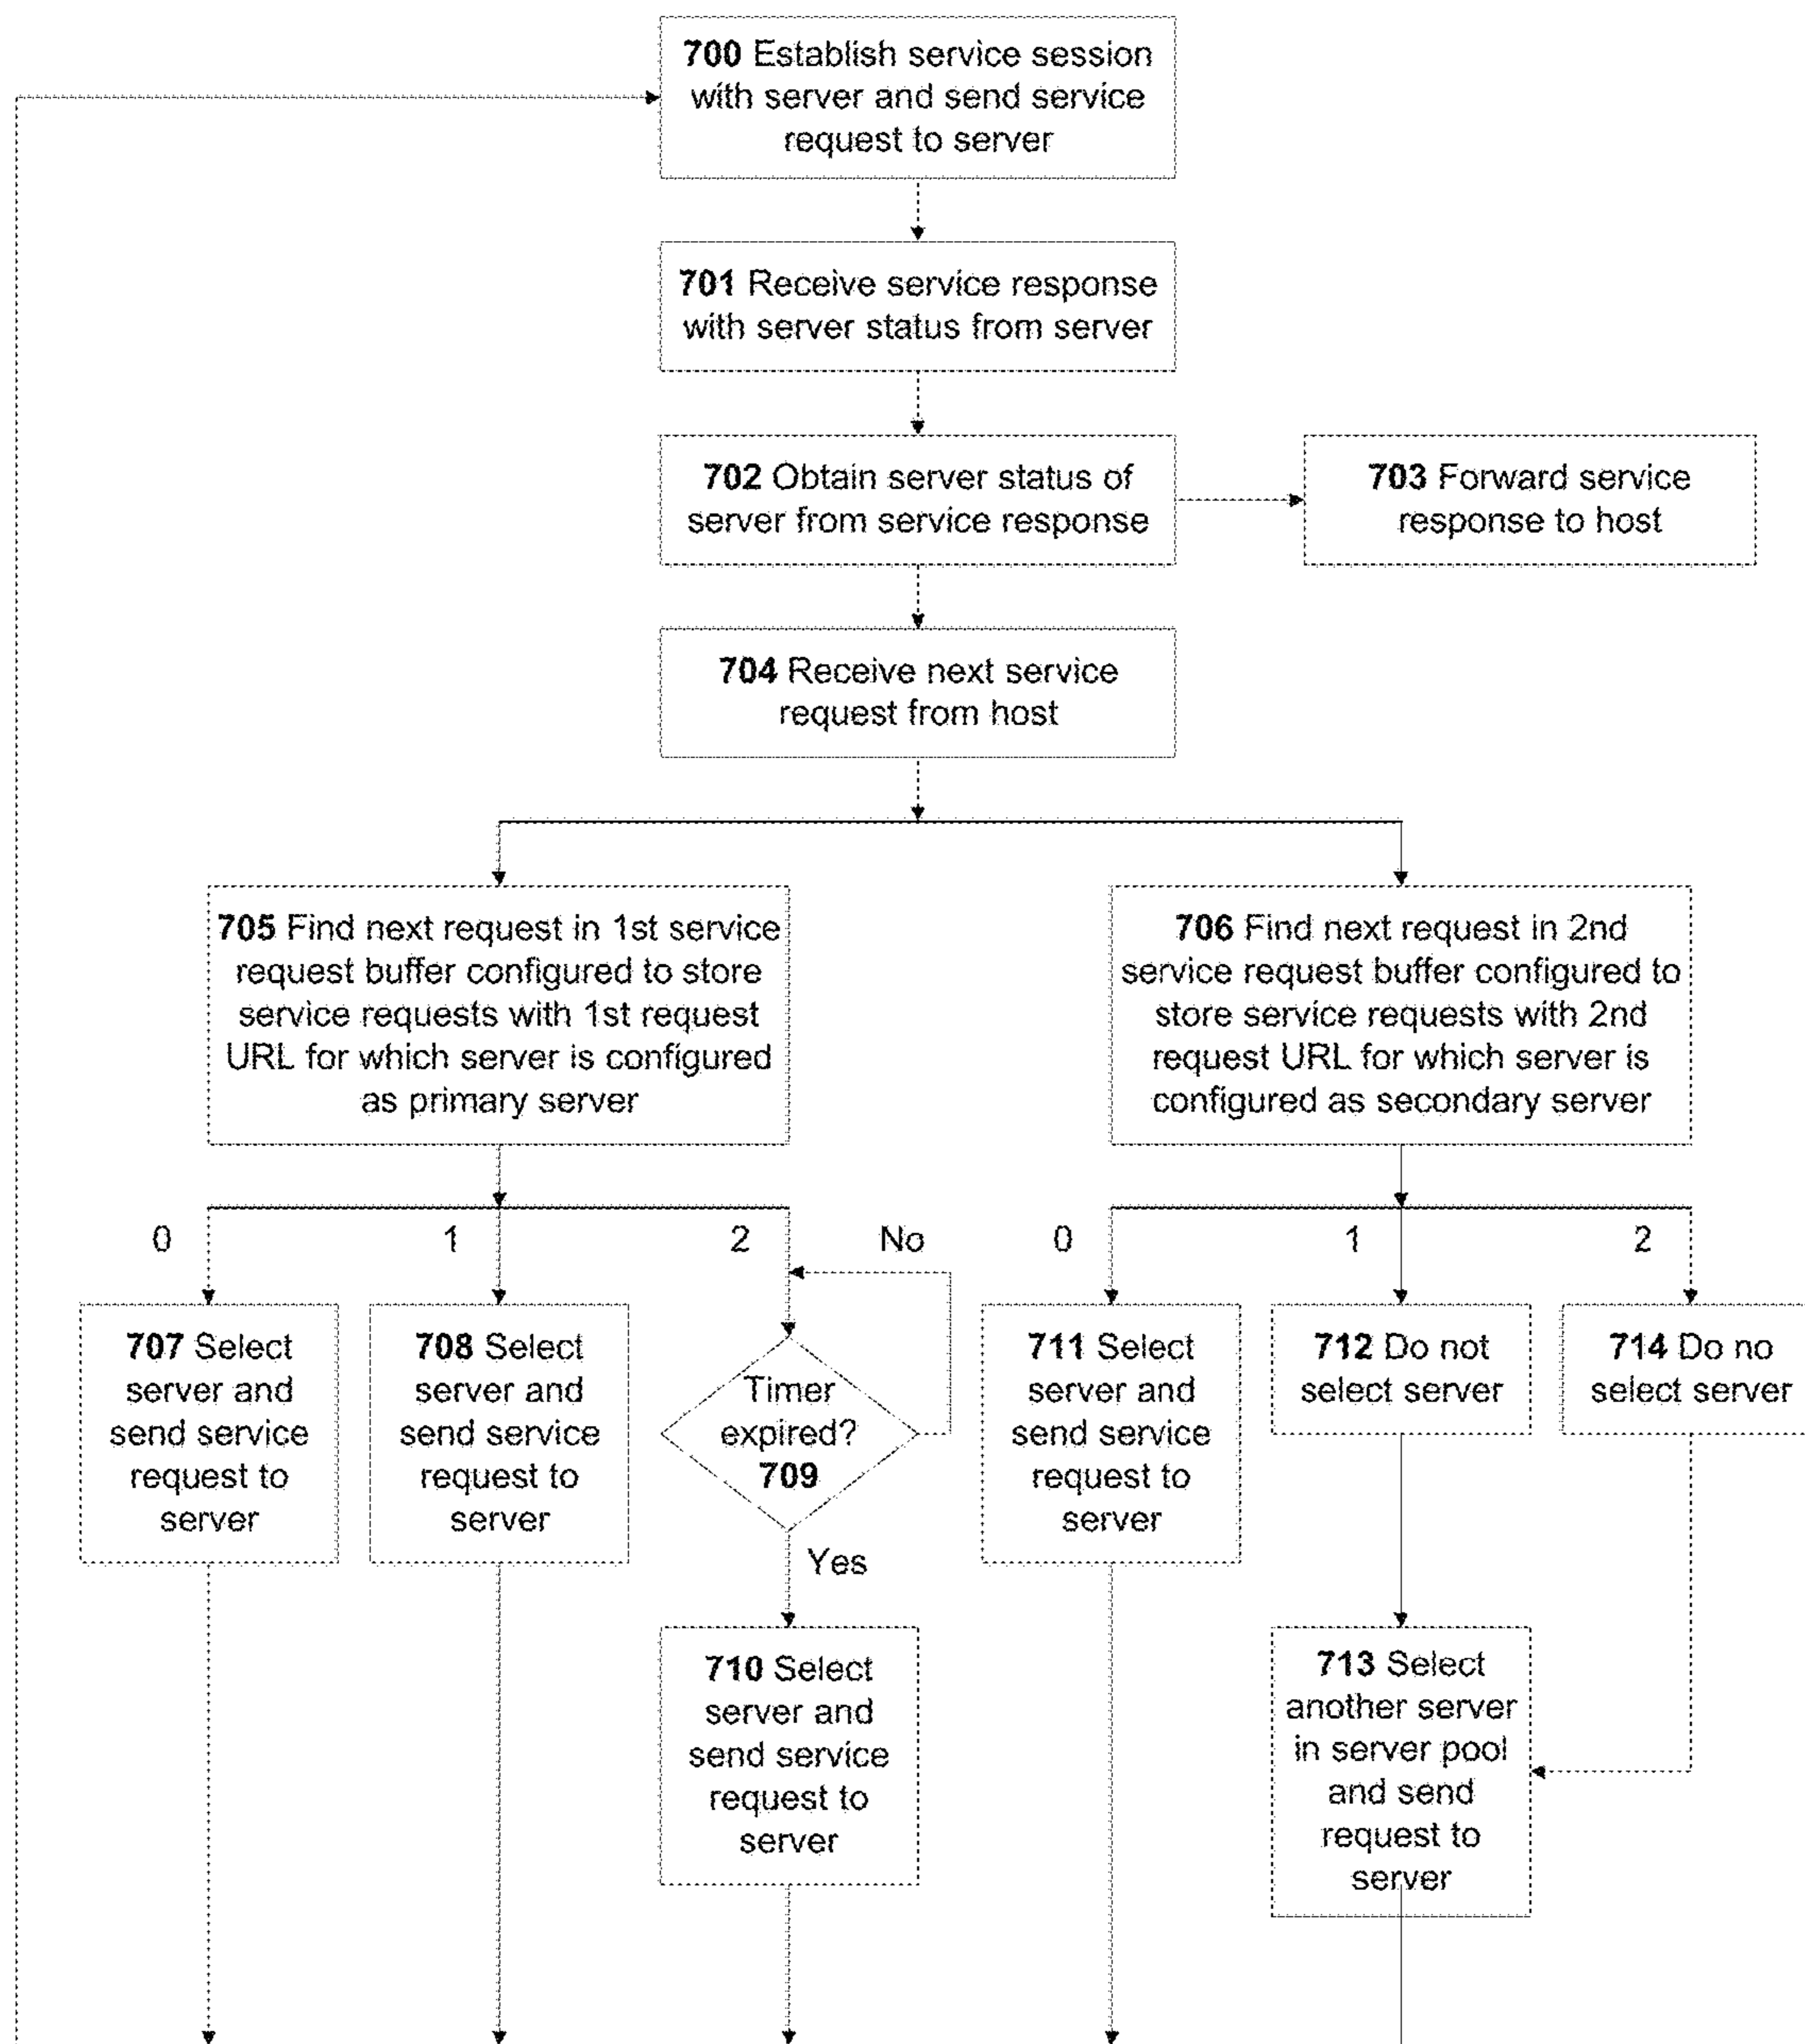 700 Establish service session
with server and send service
request to server
701 Receive service response
with server status from server
702 Obtain server status of
server from service response
703 Forward service
response to host
704 Receive next service
request from host
705 Find next request in 1st service
request buffer configured to store
service requests with 1st request
URL for which server is configured
as primary server
706 Find next request in 2nd
service request buffer configured to
store service requests with 2nd
request URL for which server is
configured as secondary server
0
1
2
No
0
1
2
707 Select
server and
send service
request to
server
708 Select
server and
send service
request to
server
Timer
expired?
709
Yes
710 Select
server and
send service
request to
server
711 Select
server and
send service
request to
server
712 Do not
select server
714 Do no
select server
713 Select
another server
in server pool
and send
request to
server